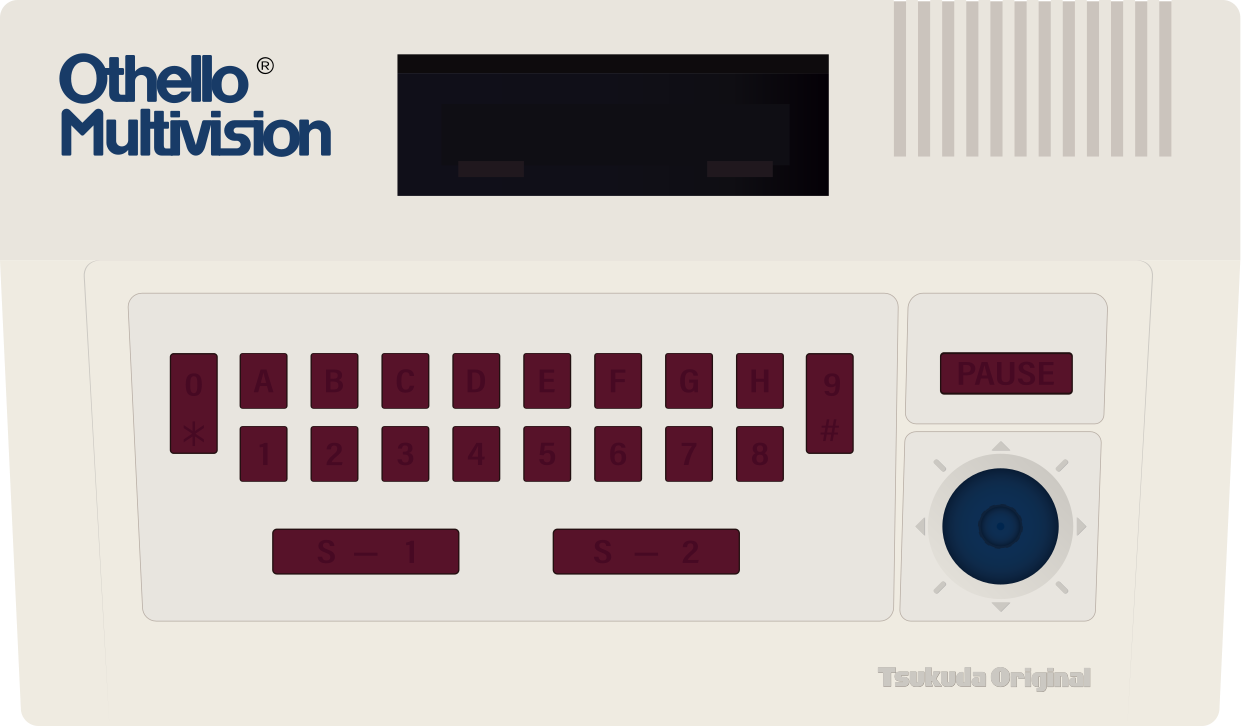 Othello ®
Multivision
0 A B C D E F G H 9 PAUSE
* 1 2 3 4 5 6 7 8 #
S — 1 S — 2
Tsukuda Original